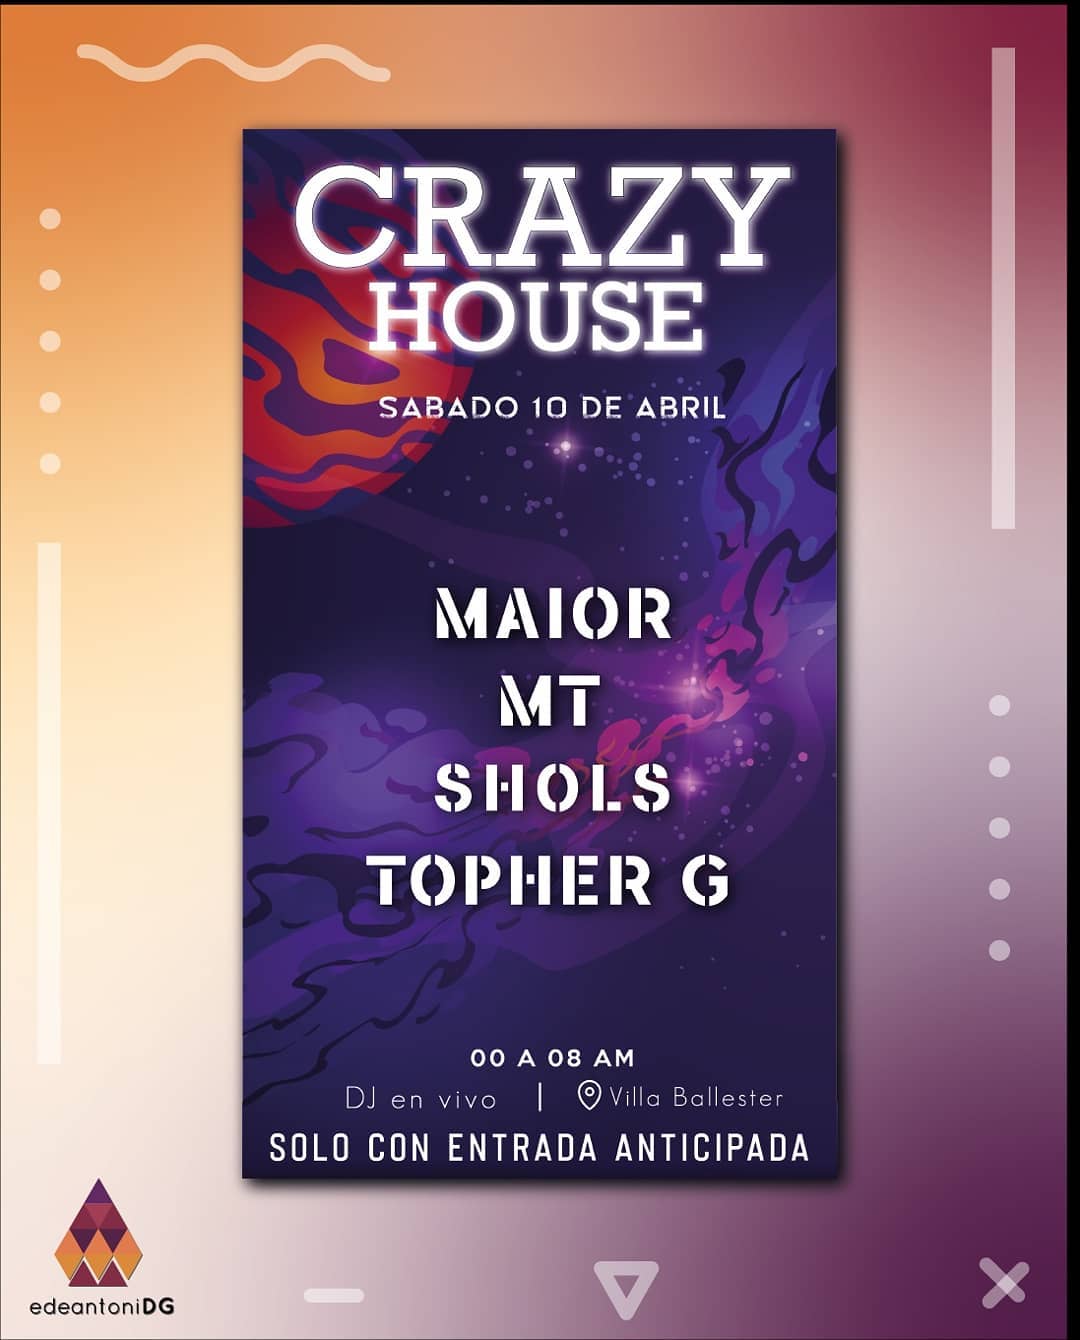 CRAZY
HOUSE
SABADO 10 DE ABRIL
MAIOR
MT
SHOLS
TOPHER G
00 A 08 AM
DJ en vivo | Villa Ballester
SOLO CON ENTRADA ANTICIPADA
edeantoniDG